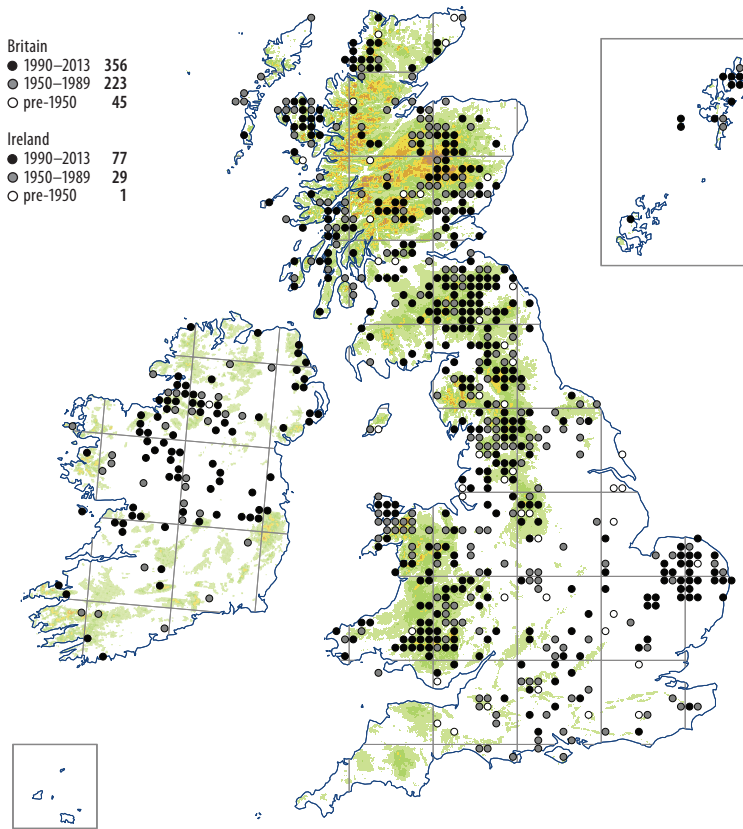 Britain
1990–2013 356
1950–1989 223
pre-1950 45
Ireland
1990–2013 77
1950–1989 29
pre-1950 1